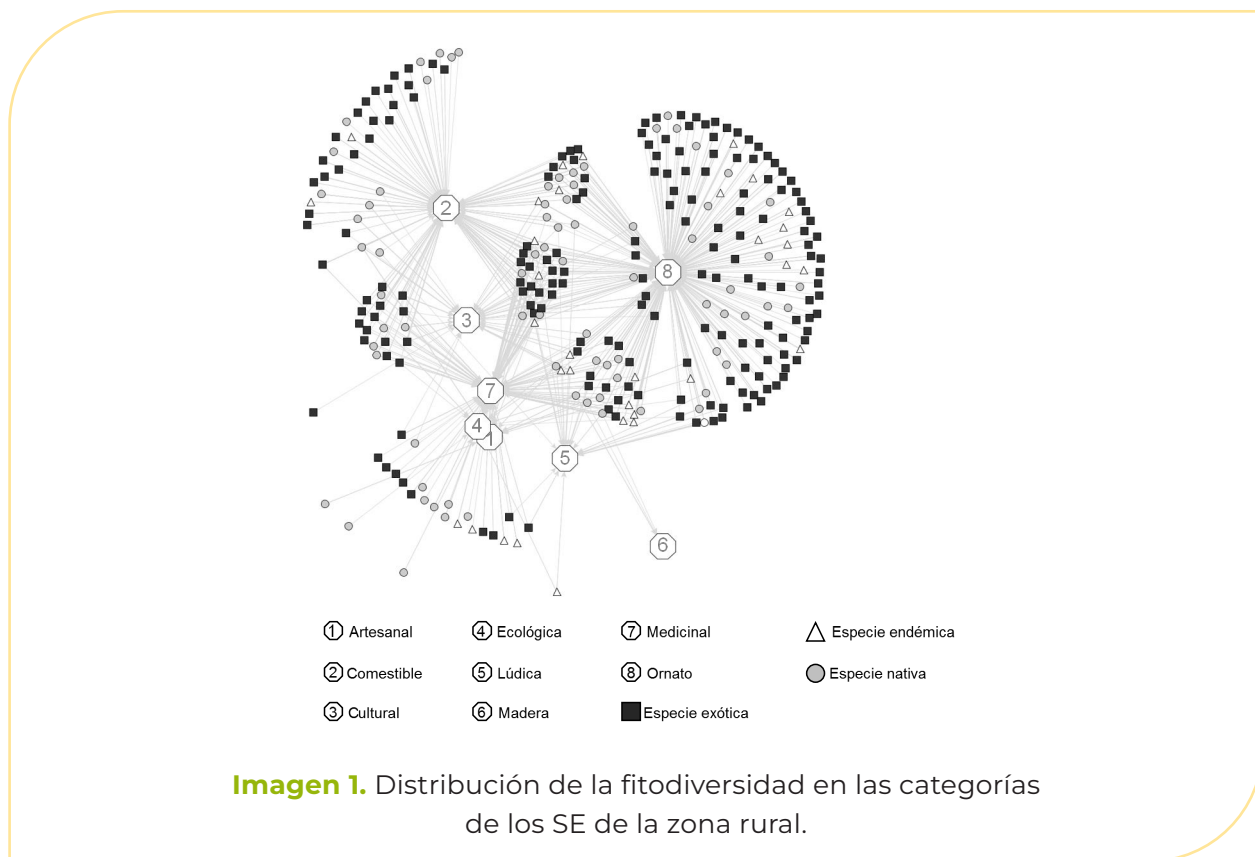 2
8
3
7
4
1
5
6
1 Artesanal 4 Ecológica 7 Medicinal Especie endémica
2 Comestible 5 Lúdica 8 Ornato Especie nativa
3 Cultural 6 Madera Especie exótica
Imagen 1. Distribución de la fitodiversidad en las categorías
de los SE de la zona rural.